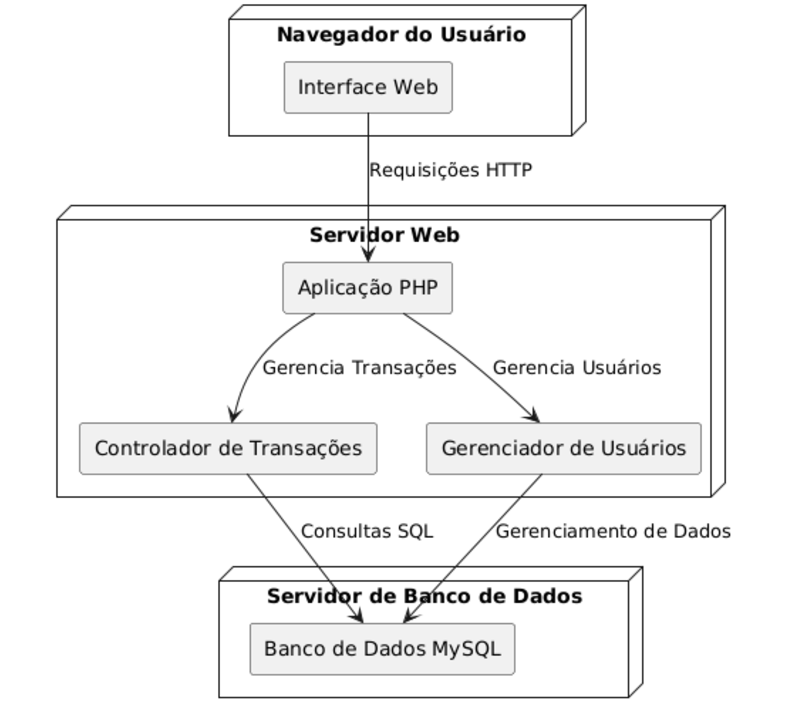 Navegador do Usuário
Interface Web
Requisições HTTP
Servidor Web
Aplicação PHP
Gerencia Transações
Gerencia Usuários
Controlador de Transações
Gerenciador de Usuários
Consultas SQL
Gerenciamento de Dados
Servidor de Banco de Dados
Banco de Dados MySQL